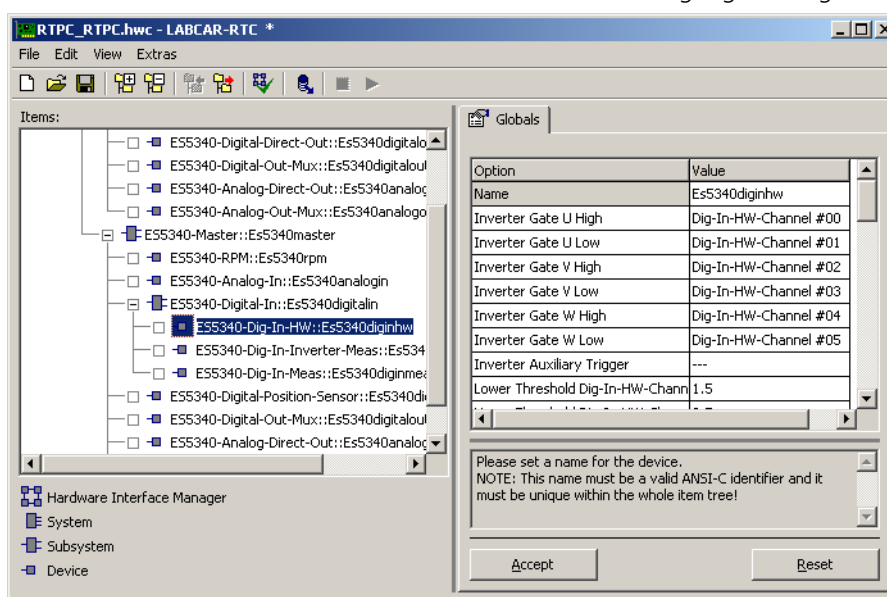 RTPC_RTPC.hwc - LABCAR-RTC *
File Edit View Extras
Items:
ES5340-Digital-Direct-Out::Es5340digitalo
ES5340-Digital-Out-Mux::Es5340digitalou
ES5340-Analog-Direct-Out::Es5340analog
ES5340-Analog-Out-Mux::Es5340analogo
ES5340-Master::Es5340master
ES5340-RPM::Es5340rpm
ES5340-Analog-In::Es5340analogin
ES5340-Digital-In::Es5340digitalin
ES5340-Dig-In-HW::Es5340diginhw
ES5340-Dig-In-Inverter-Meas::Es534
ES5340-Dig-In-Meas::Es5340diginmea
ES5340-Digital-Position-Sensor::Es5340di
ES5340-Digital-Out-Mux::Es5340digitalou
ES5340-Analog-Direct-Out::Es5340analog
Hardware Interface Manager
System
Subsystem
Device
Globals
Option Value
Name Es5340diginhw
Inverter Gate U High Dig-In-HW-Channel #00
Inverter Gate U Low Dig-In-HW-Channel #01
Inverter Gate V High Dig-In-HW-Channel #02
Inverter Gate V Low Dig-In-HW-Channel #03
Inverter Gate W High Dig-In-HW-Channel #04
Inverter Gate W Low Dig-In-HW-Channel #05
Inverter Auxiliary Trigger ---
Lower Threshold Dig-In-HW-Chann 1.5
Please set a name for the device.
NOTE: This name must be a valid ANSI-C identifier and it
must be unique within the whole item tree!
Accept Reset